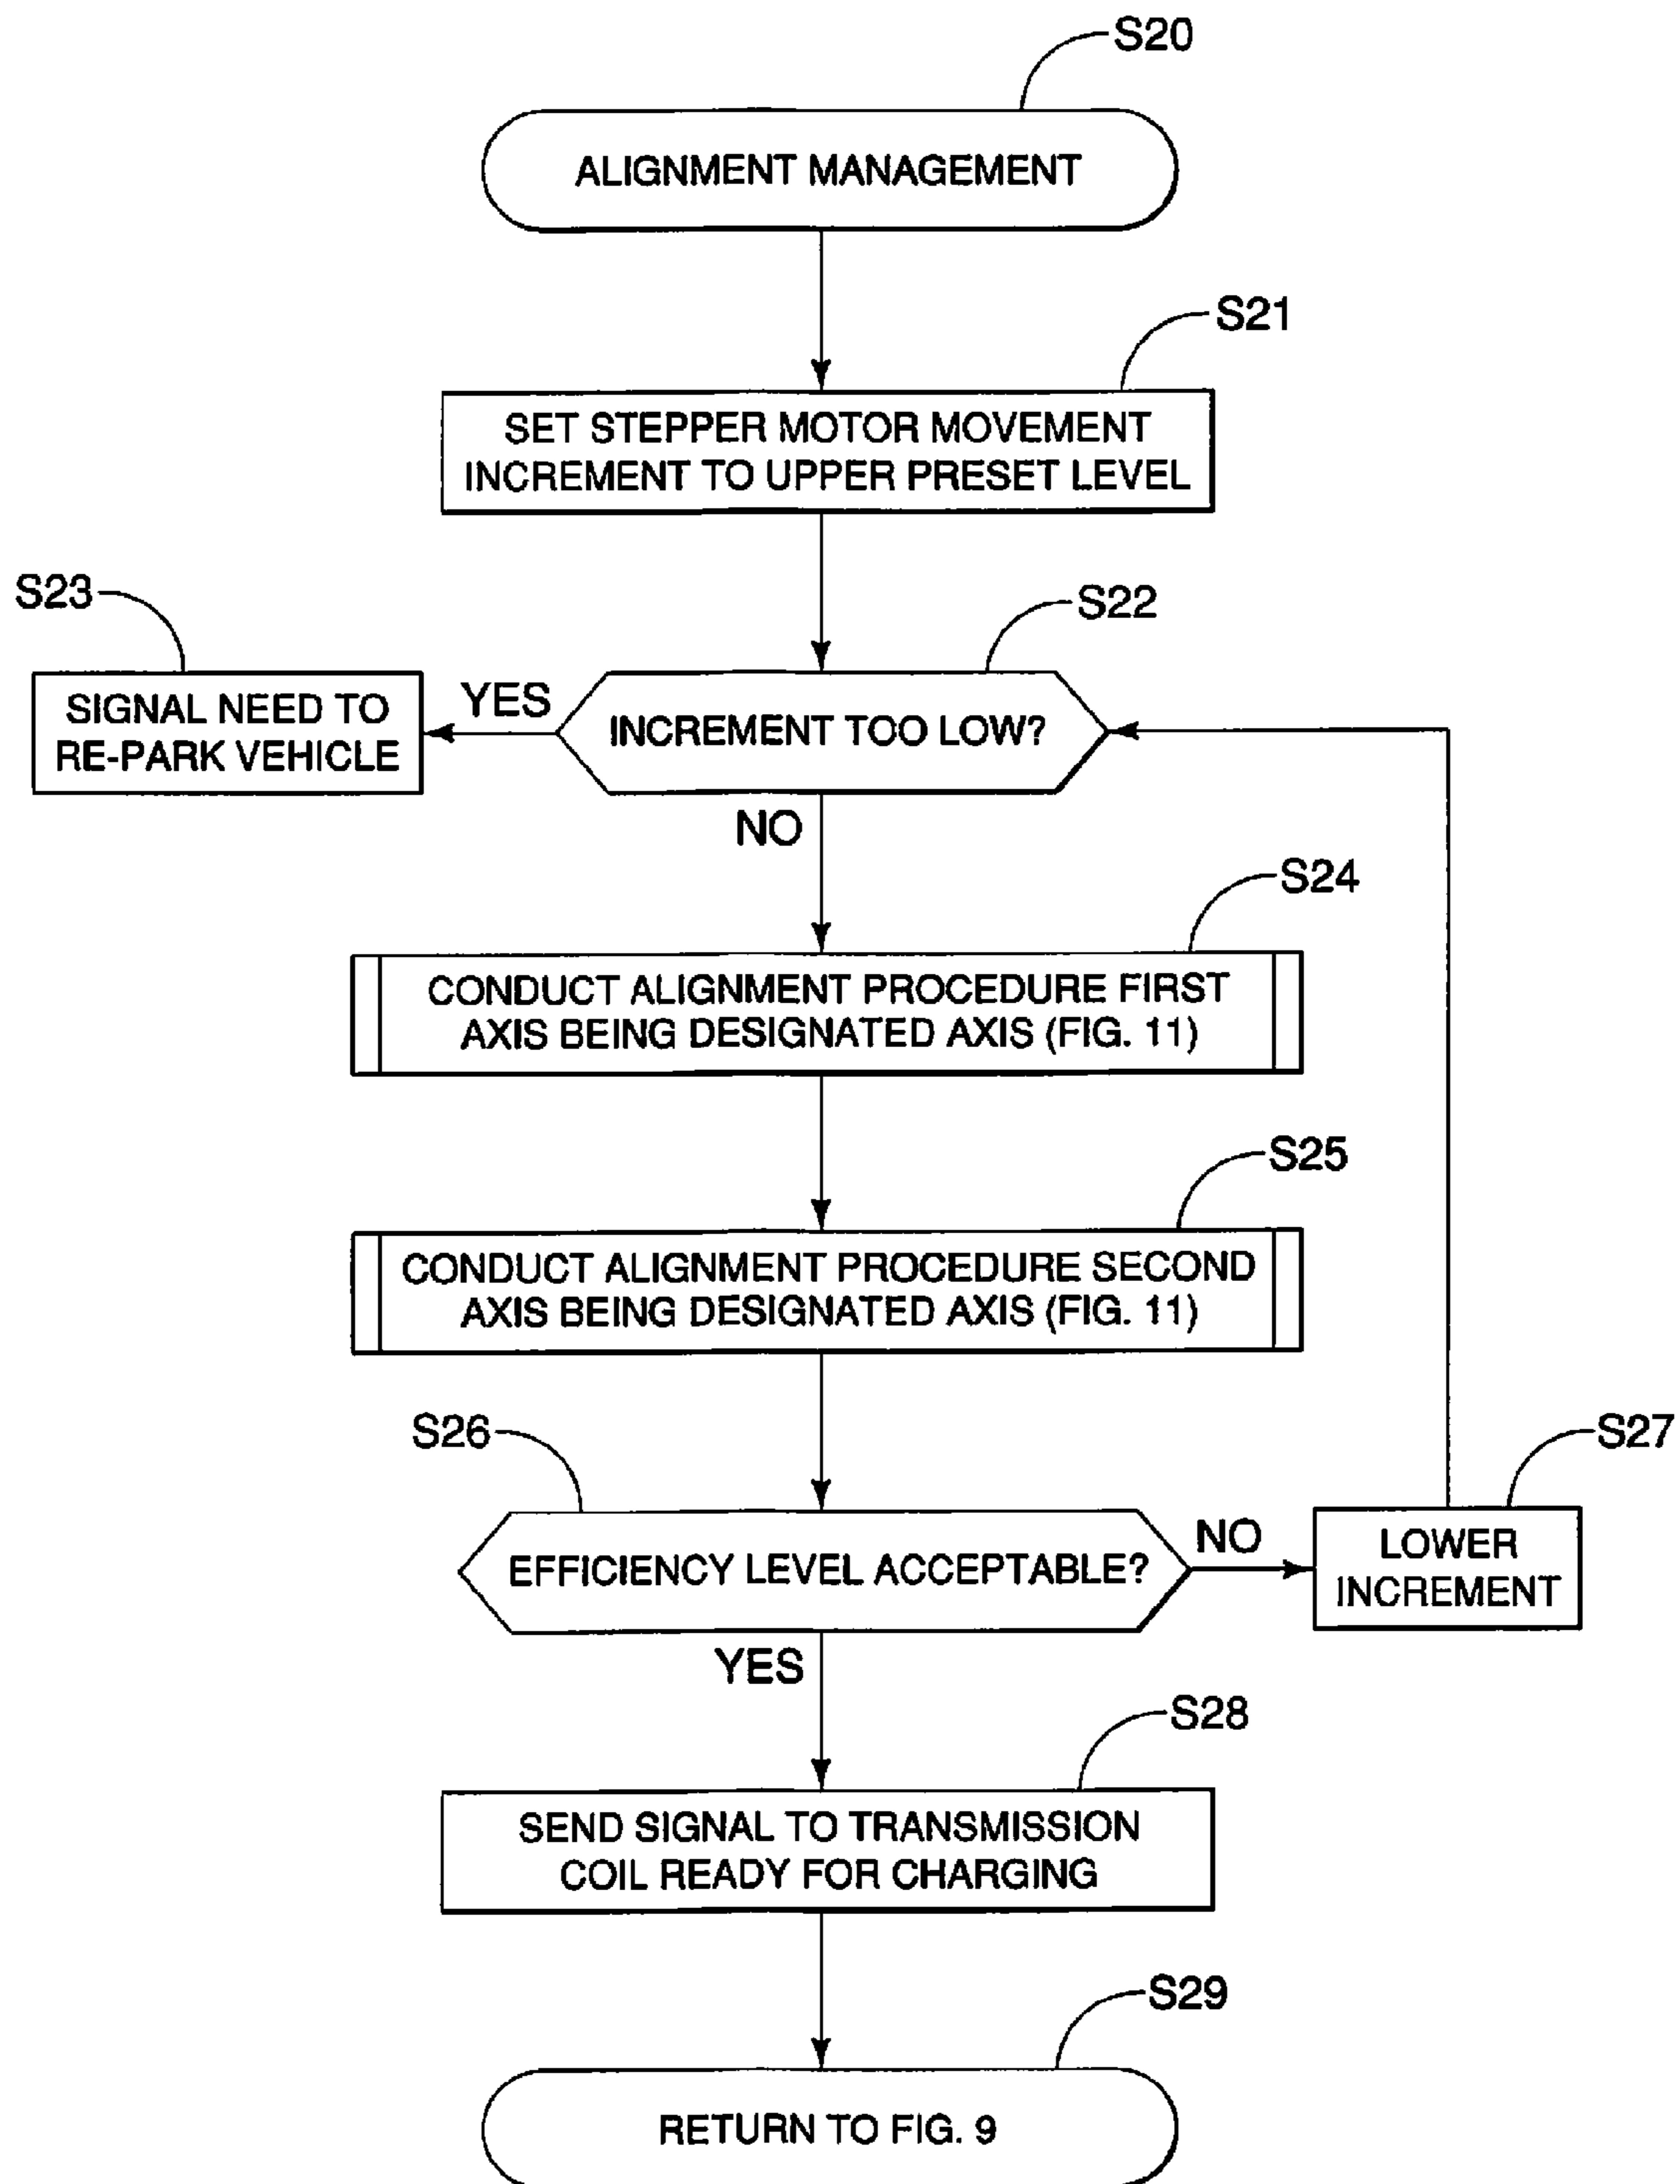 S20
ALIGNMENT MANAGEMENT
S21
SET STEPPER MOTOR MOVEMENT
INCREMENT TO UPPER PRESET LEVEL
S23
S22
SIGNAL NEED TO
RE-PARK VEHICLE
YES
INCREMENT TOO LOW?
NO
S24
CONDUCT ALIGNMENT PROCEDURE FIRST
AXIS BEING DESIGNATED AXIS (FIG. 11)
S25
CONDUCT ALIGNMENT PROCEDURE SECOND
AXIS BEING DESIGNATED AXIS (FIG. 11)
S26
S27
EFFICIENCY LEVEL ACCEPTABLE?
NO
LOWER
INCREMENT
YES
S28
SEND SIGNAL TO TRANSMISSION
COIL READY FOR CHARGING
S29
RETURN TO FIG. 9